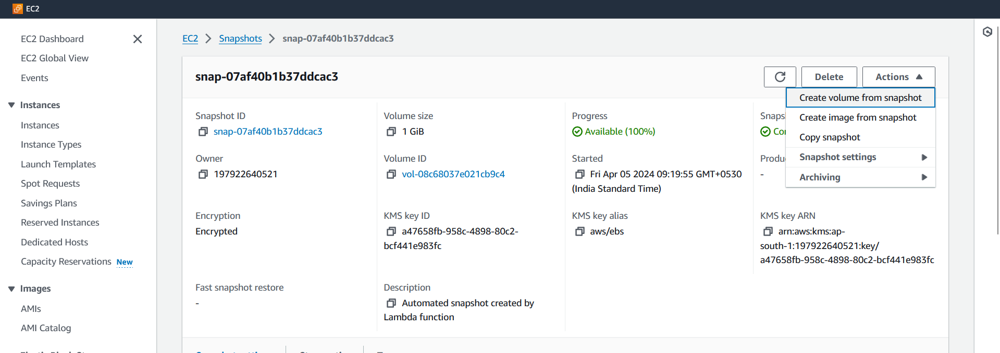 EC2
EC2 Dashboard
EC2 Global View
Events
Instances
Instances
Instance Types
Launch Templates
Spot Requests
Savings Plans
Reserved Instances
Dedicated Hosts
Capacity Reservations New
Images
AMIs
AMI Catalog
EC2 > Snapshots > snap-07af40b1b37ddcac3
snap-07af40b1b37ddcac3
Delete
Actions
Create volume from snapshot
Create image from snapshot
Copy snapshot
Snapshot settings
Archiving
Snapshot ID
snap-07af40b1b37ddcac3
Volume size
1 GiB
Progress
Available (100%)
Owner
197922640521
Volume ID
vol-08c68037e021cb9c4
Started
Fri Apr 05 2024 09:19:55 GMT+0530
(India Standard Time)
-
Encryption
Encrypted
KMS key ID
a47658fb-958c-4898-80c2-
bcf441e983fc
KMS key alias
aws/ebs
KMS key ARN
arn:aws:kms:ap-
south-1:197922640521:key/
a47658fb-958c-4898-80c2-bcf441e983fc
Fast snapshot restore
-
Description
Automated snapshot created by
Lambda function